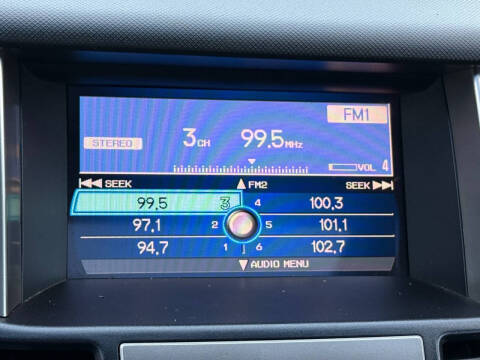 FM1
STEREO 3CH 99.5MHz
VOL 4
|◀◀ SEEK ▲ FM2 SEEK ▶▶|
99.5 3 4 100.3
97.1 2 5 101.1
94.7 1 6 102.7
▼ AUDIO MENU